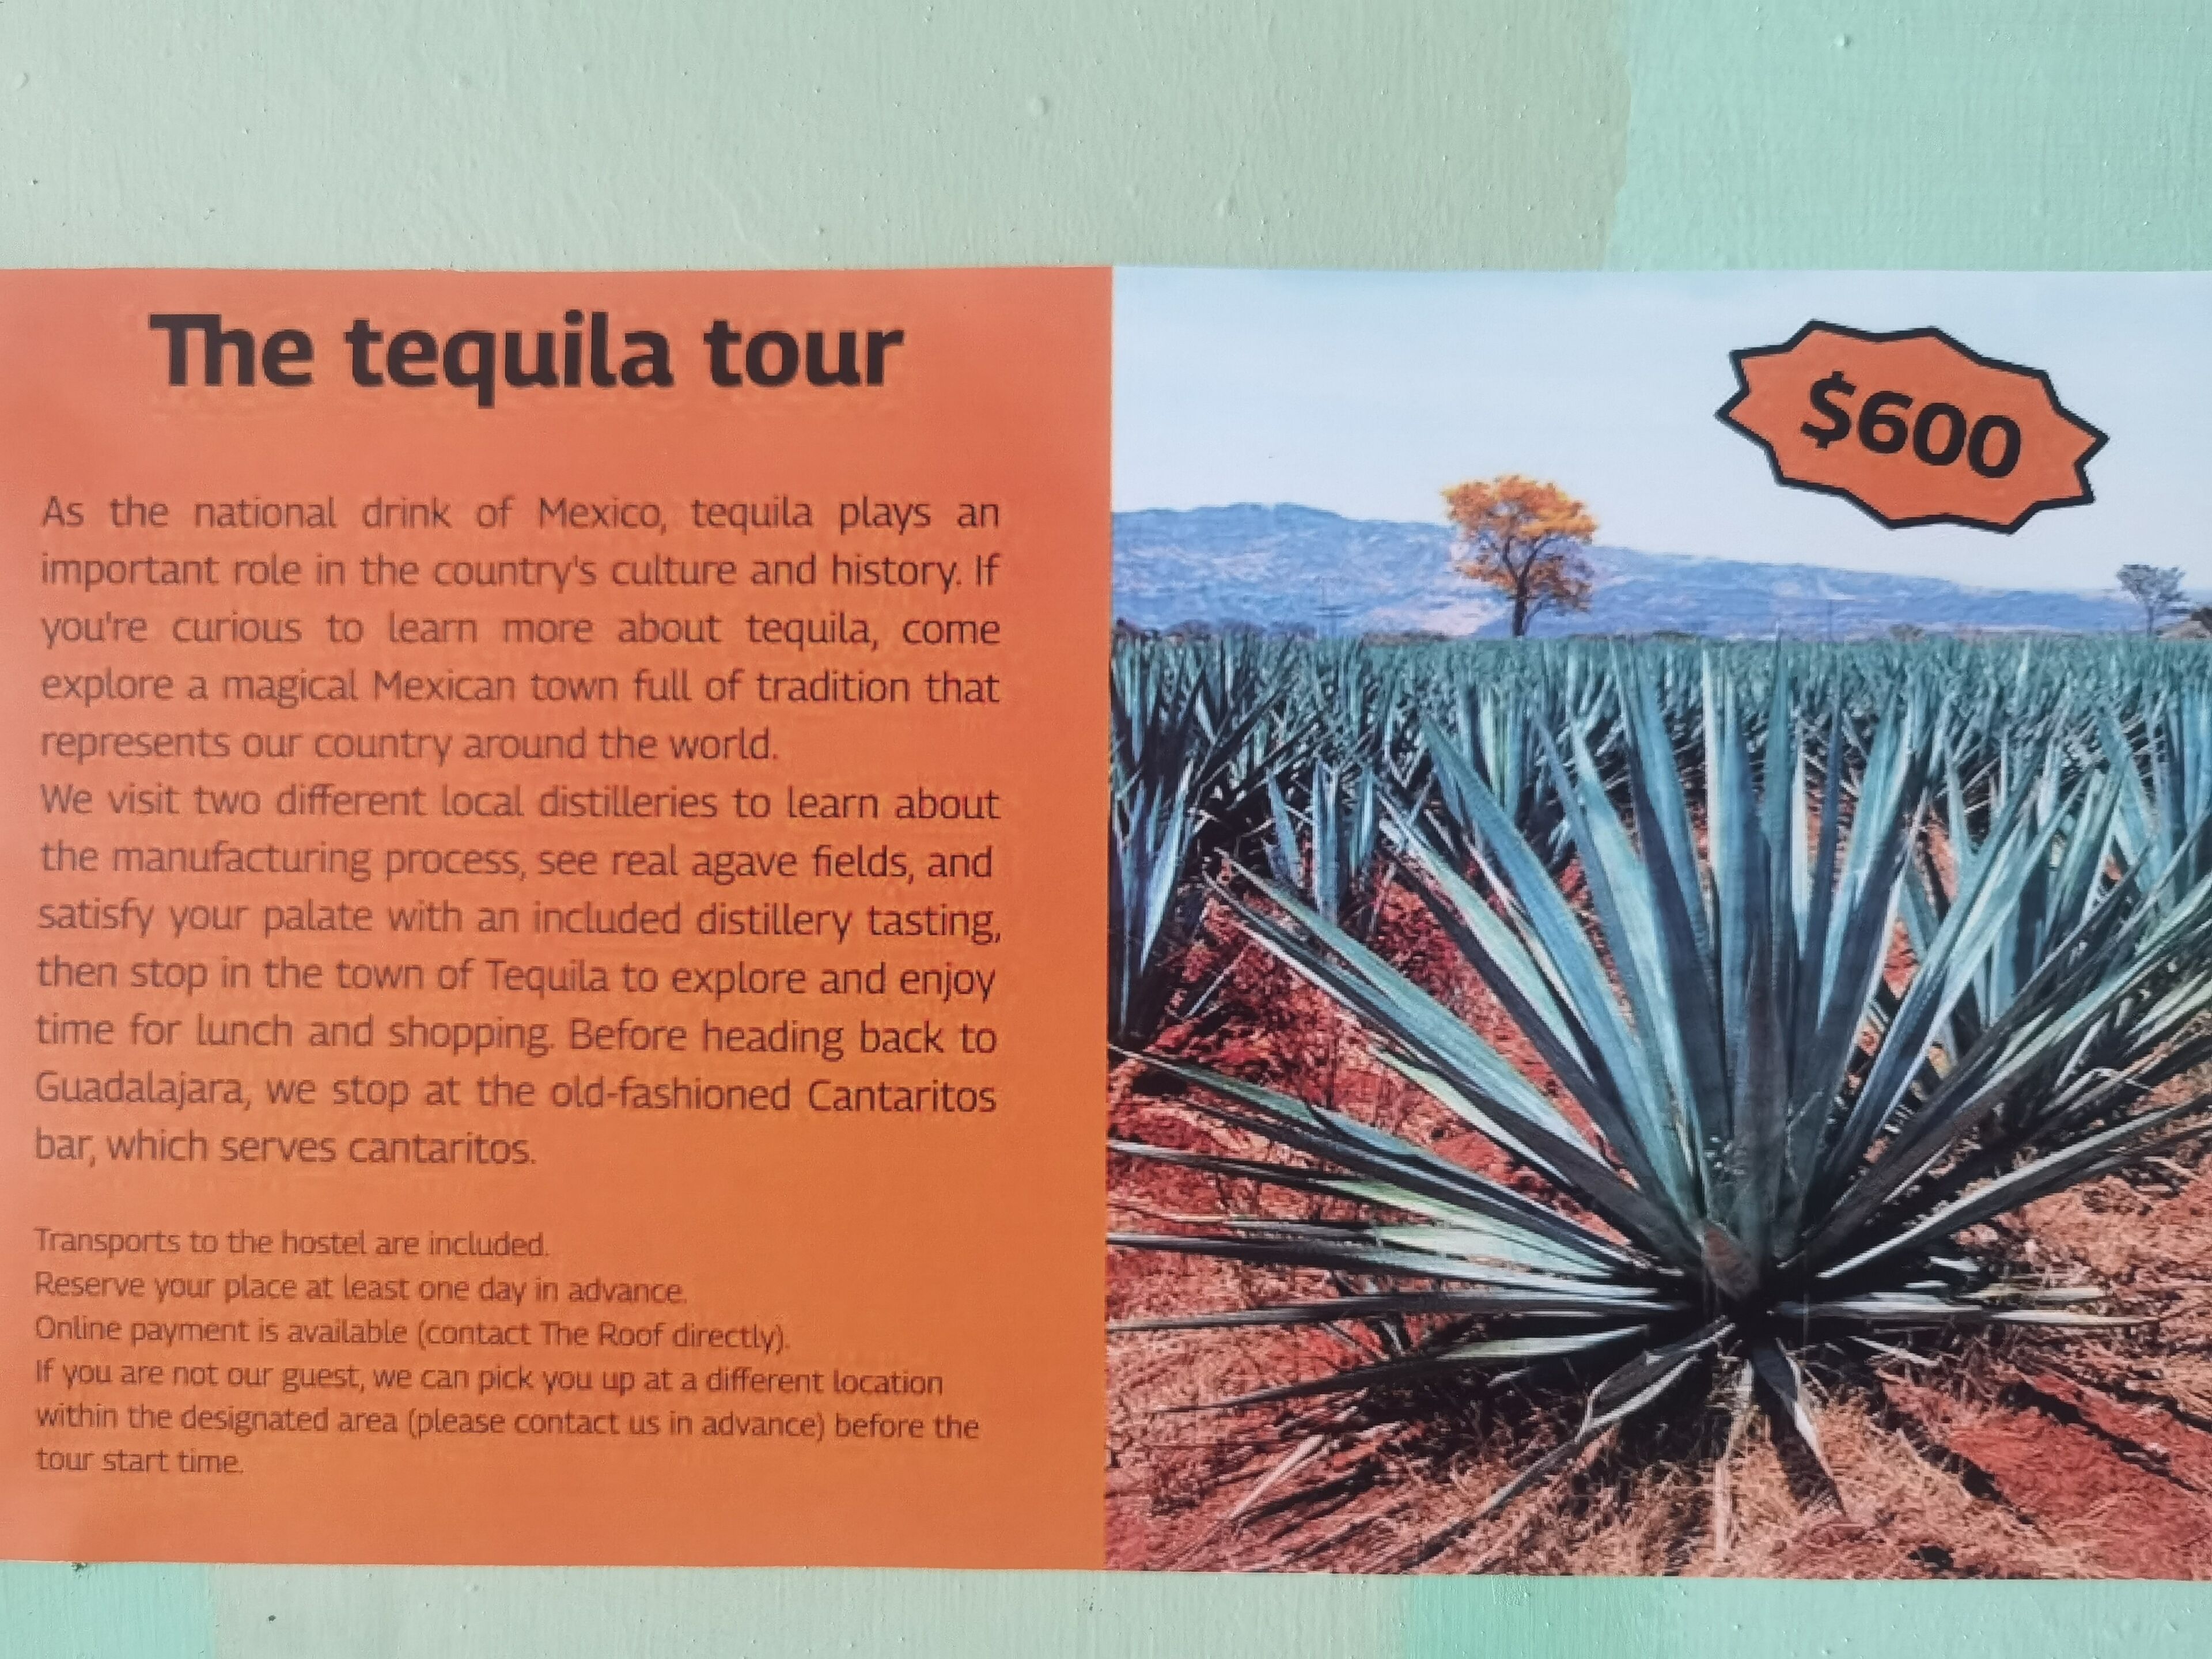 The tequila tour
$600
As the national drink of Mexico, tequila plays an
important role in the country's culture and history. If
you're curious to learn more about tequila, come
explore a magical Mexican town full of tradition that
represents our country around the world.
We visit two different local distilleries to learn about
the manufacturing process, see real agave fields, and
satisfy your palate with an included distillery tasting,
then stop in the town of Tequila to explore and enjoy
time for lunch and shopping. Before heading back to
Guadalajara, we stop at the old-fashioned Cantaritos
bar, which serves cantaritos.
Transports to the hostel are included.
Reserve your place at least one day in advance.
Online payment is available (contact The Roof directly).
If you are not our guest, we can pick you up at a different location
within the designated area (please contact us in advance) before the
tour start time.